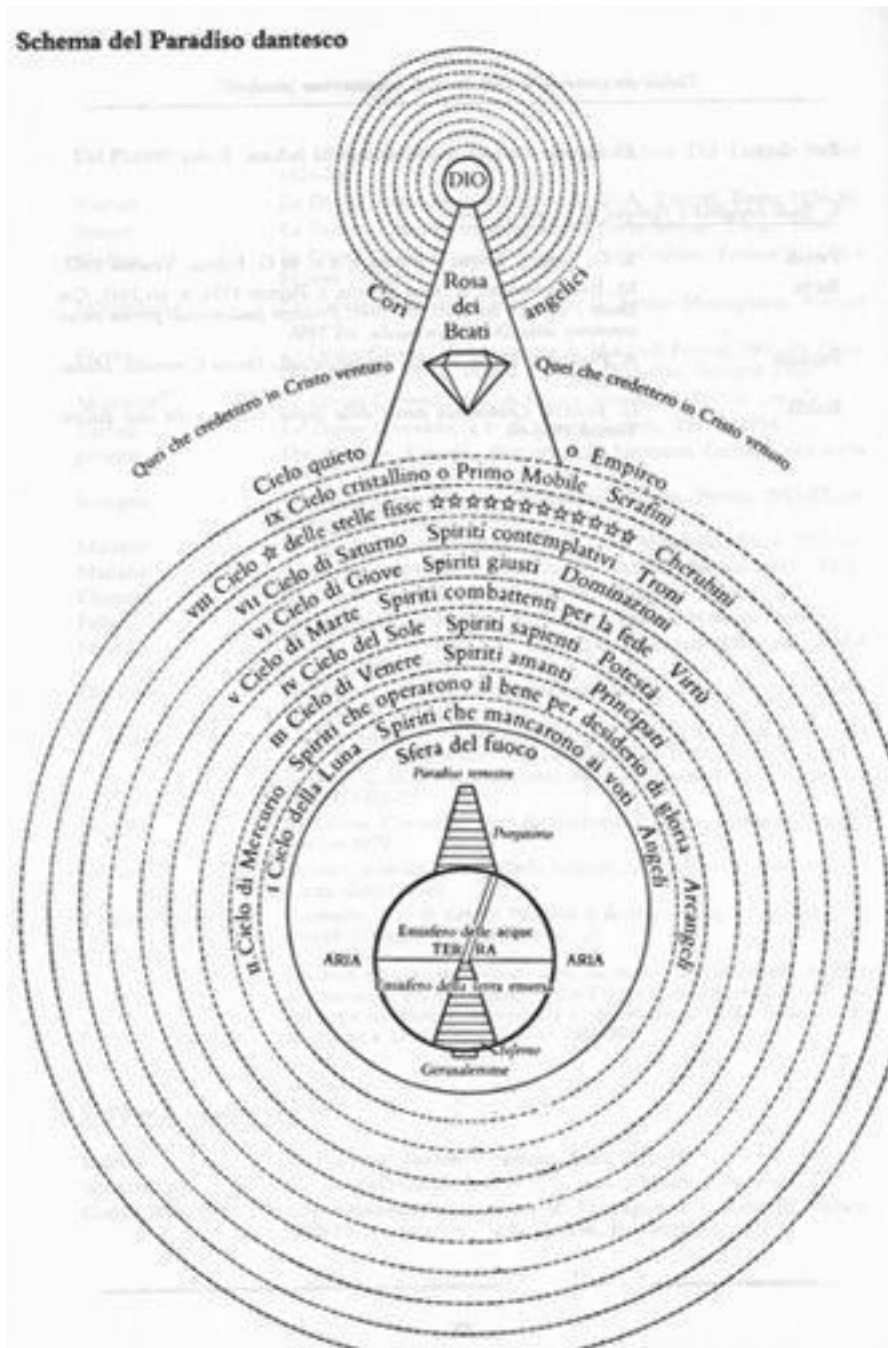 Schema del Paradiso dantesco
DIO
Cori
angelici
Rosa
dei
Beati
Quei che credettero in Cristo venturo
Quei che credettero in Cristo venuto
Cielo quieto o Empireo
IX Cielo cristallino o Primo Mobile Serafini
VIII Cielo delle stelle fisse Cherubini
VII Cielo di Saturno Spiriti contemplativi Troni
VI Cielo di Giove Spiriti giusti Dominazioni
V Cielo di Marte Spiriti combattenti per la fede Virtù
IV Cielo del Sole Spiriti sapienti Potestà
III Cielo di Venere Spiriti amanti Principati
II Cielo di Mercurio Spiriti che operarono il bene per desiderio di gloria Arcangeli
I Cielo della Luna Spiriti che mancarono ai voti Angeli
Sfera del fuoco
Paradiso terrestre
Purgatorio
Emisfero delle acque
TERRA
ARIA
ARIA
Emisfero della terra emersa
Inferno
Gerusalemme